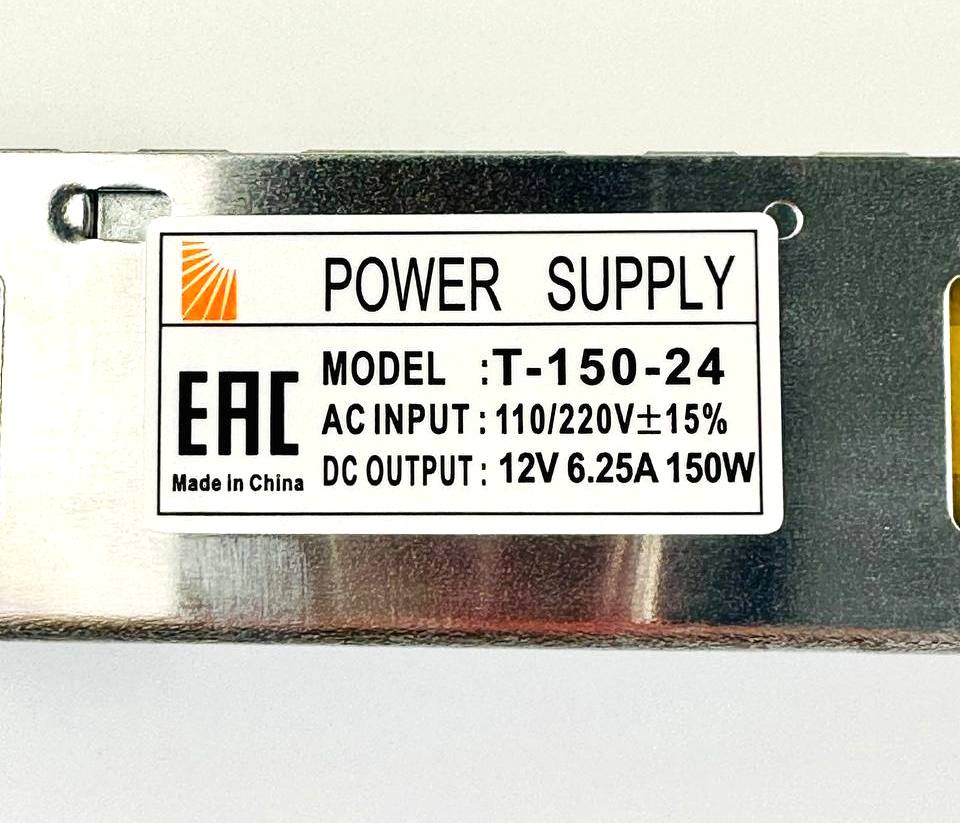 POWER SUPPLY
MODEL :T-150-24
AC INPUT : 110/220V±15%
DC OUTPUT : 12V 6.25A 150W
EAC
Made in China